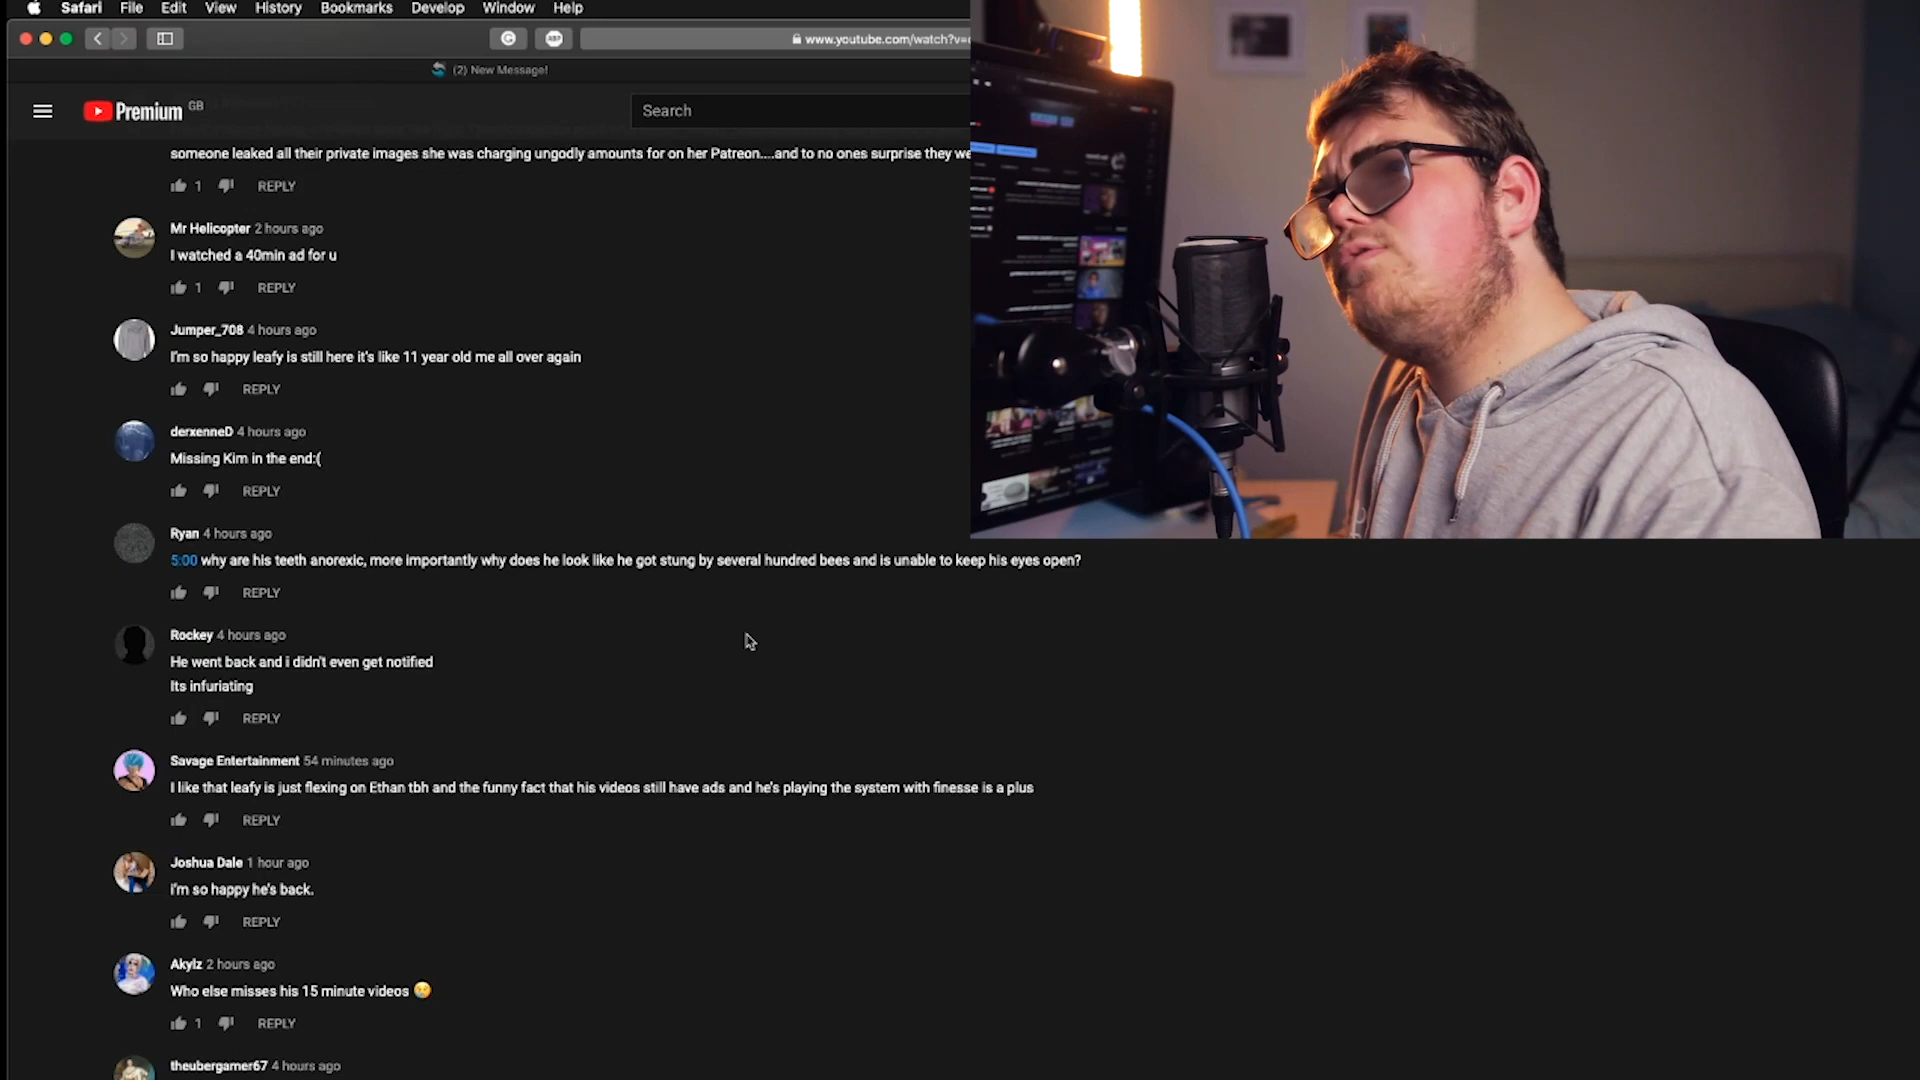 Safari File Edit View History Bookmarks Develop Window Help
www.youtube.com/watch?v=
(2) New Message!
Premium GB
Search
someone leaked all their private images she was charging ungodly amounts for on her Patreon....and to no ones surprise they we
1 REPLY
Mr Helicopter 2 hours ago
I watched a 40min ad for u
1 REPLY
Jumper_708 4 hours ago
I'm so happy leafy is still here it's like 11 year old me all over again
REPLY
derxenneD 4 hours ago
Missing Kim in the end:(
REPLY
Ryan 4 hours ago
5:00 why are his teeth anorexic, more importantly why does he look like he got stung by several hundred bees and is unable to keep his eyes open?
REPLY
Rockey 4 hours ago
He went back and i didn't even get notified
Its infuriating
REPLY
Savage Entertainment 54 minutes ago
I like that leafy is just flexing on Ethan tbh and the funny fact that his videos still have ads and he's playing the system with finesse is a plus
REPLY
Joshua Dale 1 hour ago
i'm so happy he's back.
REPLY
Akylz 2 hours ago
Who else misses his 15 minute videos 😢
1 REPLY
theubergamer67 4 hours ago